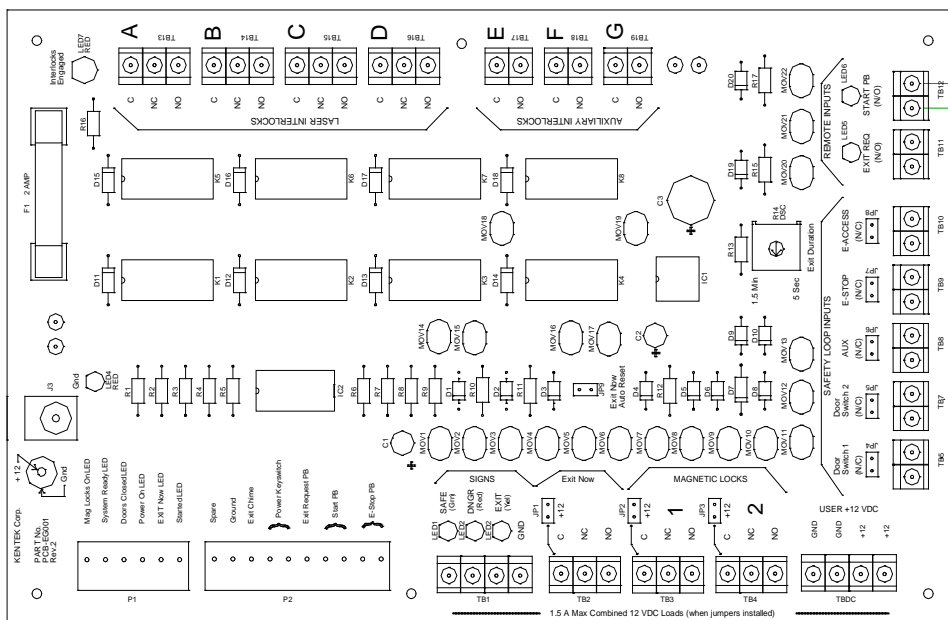 Interlocks
Engaged
LED7
RED
A
TB13
B
TB14
C
TB15
D
TB16
E
TB17
F
TB18
G
TB19
C
NC
NO
C
NC
NO
C
NC
NO
C
NC
NO
C
NC
NO
C
NO
C
NO
LASER INTERLOCKS
AUXILIARY INTERLOCKS
R16
F1 2 AMP
D15
K5
D16
K6
D17
K7
D18
K8
MOV18
MOV19
C3
D20
R17
MOV22
MOV21
D19
R15
MOV20
REMOTE INPUTS
LED6
START PB
(N/O)
TB12
LED5
EXIT REQ
(N/O)
TB11
D11
K1
D12
K2
D13
K3
D14
K4
IC1
R13
R14
DSC
1.5 Min
5 Sec
Exit Duration
JP8
E-ACCESS
(N/C)
TB10
JP7
E-STOP
(N/C)
TB9
SAFETY LOOP INPUTS
JP6
AUX
(N/C)
TB8
JP5
Door
Switch 2
(N/C)
TB7
JP4
Door
Switch 1
(N/C)
TB6
MOV14
MOV15
MOV16
MOV17
C2
D9
D10
MOV13
J3
Gnd
LED4
RED
R1
R2
R3
R4
R5
IC2
R6
R7
R8
R9
D1
R10
D2
R11
D3
JP9
Exit Now
Auto Reset
D4
R12
D5
D6
D7
D8
MOV12
C1
MOV1
MOV2
MOV3
MOV4
MOV5
MOV6
MOV7
MOV8
MOV9
MOV10
MOV11
+12
Gnd
KENTEK Corp.
PART No.
PCB-EG001
Rev.2
Mag Locks On LED
System Ready LED
Doors Closed LED
Power On LED
EXIT Now LED
Started LED
P1
Spare
Ground
Exit Chime
Power Keyswitch
Exit Request PB
Start PB
E-Stop PB
P2
SIGNS
Exit Now
MAGNETIC LOCKS
LED1
SAFE
(Grn)
LED2
DNGR
(Red)
LED2
EXIT
(Yel)
GND
TB1
JP1
+12
C
NC
NO
TB2
JP2
+12
C
1
NC
NO
TB3
JP3
+12
C
2
NC
NO
TB4
USER +12 VDC
GND
GND
+12
+12
TBDC
1.5 A Max Combined 12 VDC Loads (when jumpers installed)